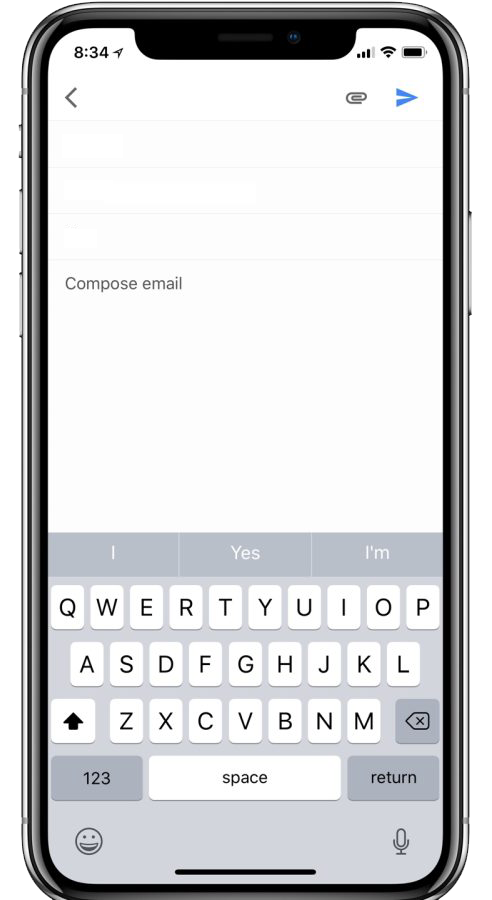 8:34
Compose email
I Yes I'm
Q W E R T Y U I O P
A S D F G H J K L
Z X C V B N M
123 space return